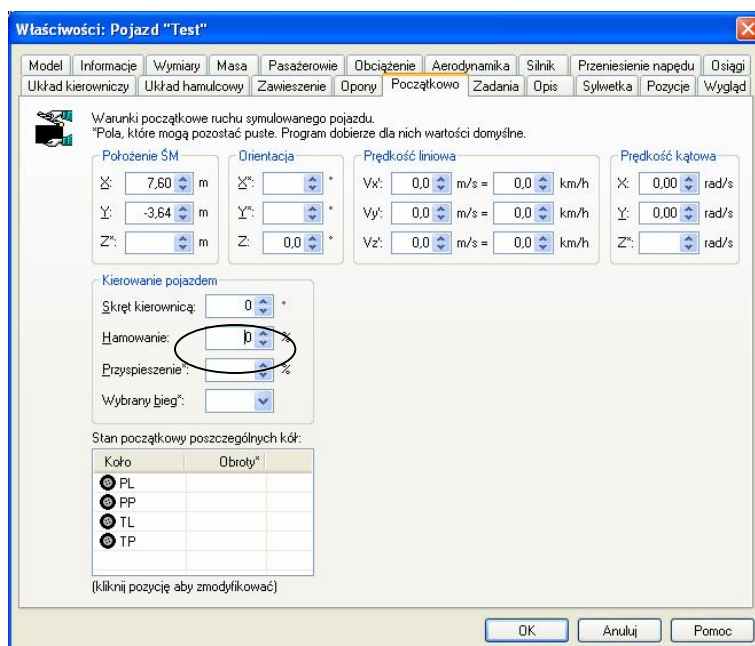 Właściwości: Pojazd "Test"
Model Informacje Wymiary Masa Pasażerowie Obciążenie Aerodynamika Silnik Przeniesienie napędu Osiągi
Układ kierowniczy Układ hamulcowy Zawieszenie Opony Początkowo Zadania Opis Sylwetka Pozycje Wygląd
Warunki początkowe ruchu symulowanego pojazdu.
*Pola, które mogą pozostać puste. Program dobierze dla nich wartości domyślne.
Położenie ŚM Orientacja Prędkość liniowa Prędkość kątowa
X: 7,60 m X*: ° Vx': 0,0 m/s = 0,0 km/h X: 0,00 rad/s
Y: -3,64 m Y*: ° Vy': 0,0 m/s = 0,0 km/h Y: 0,00 rad/s
Z*: m Z: 0,0 ° Vz': 0,0 m/s = 0,0 km/h Z*: rad/s
Kierowanie pojazdem
Skręt kierownicą: 0 °
Hamowanie: 0 %
Przyspieszenie*: %
Wybrany bieg*:
Stan początkowy poszczególnych kół:
Koło Obroty*
PL
PP
TL
TP
(kliknij pozycję aby zmodyfikować)
OK Anuluj Pomoc